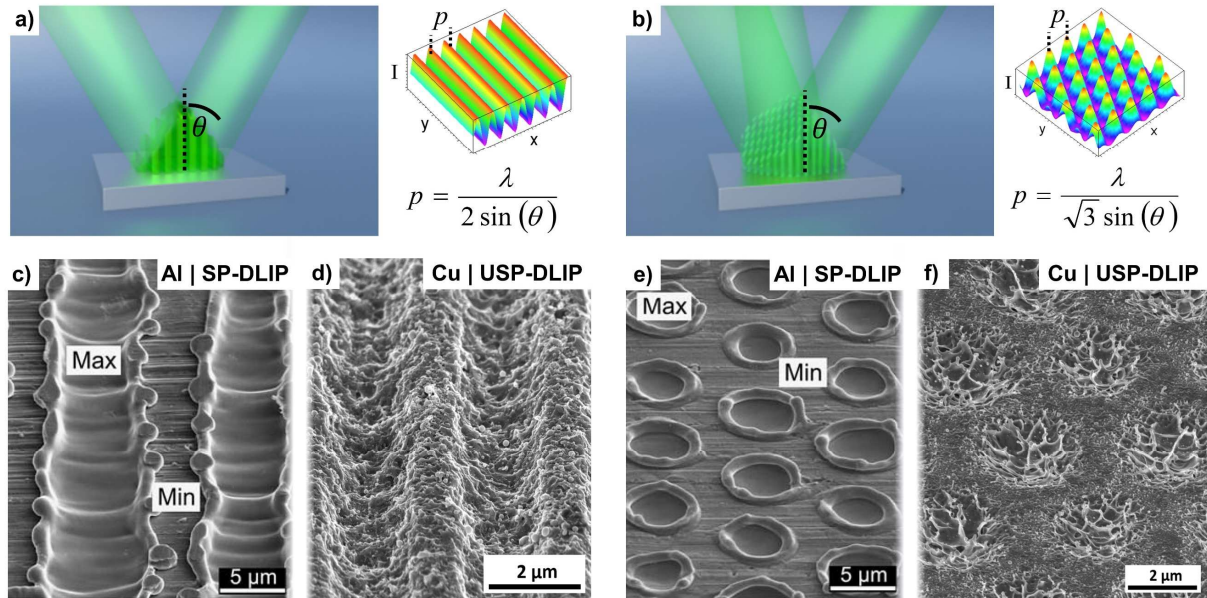 a)
θ
p
I
y
x
p = λ / 2 sin (θ)
b)
θ
p
I
y
x
p = λ / √3 sin (θ)
c)
Al | SP-DLIP
Max
Min
5 µm
d)
Cu | USP-DLIP
2 µm
e)
Al | SP-DLIP
Max
Min
5 µm
f)
Cu | USP-DLIP
2 µm